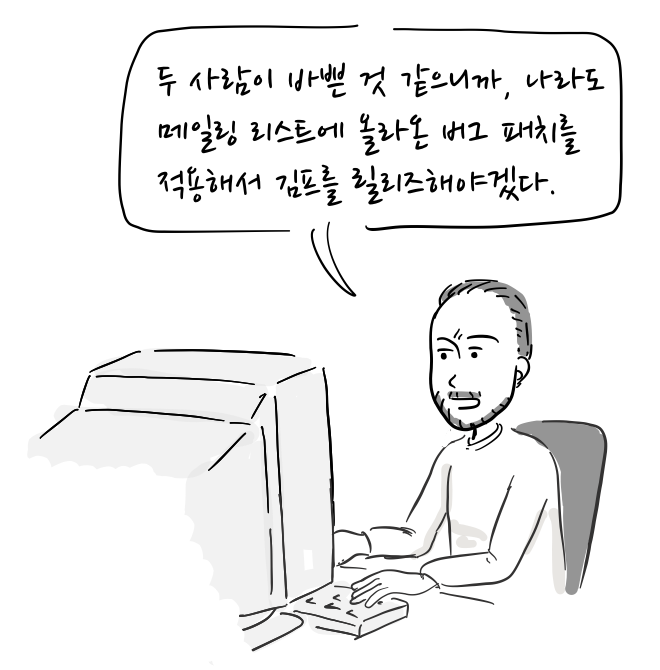 두 사람이 바쁜 것 같으니까, 나라도
메일링 리스트에 올라온 버그 패치를
적용해서 김프를 릴리즈해야겠다.